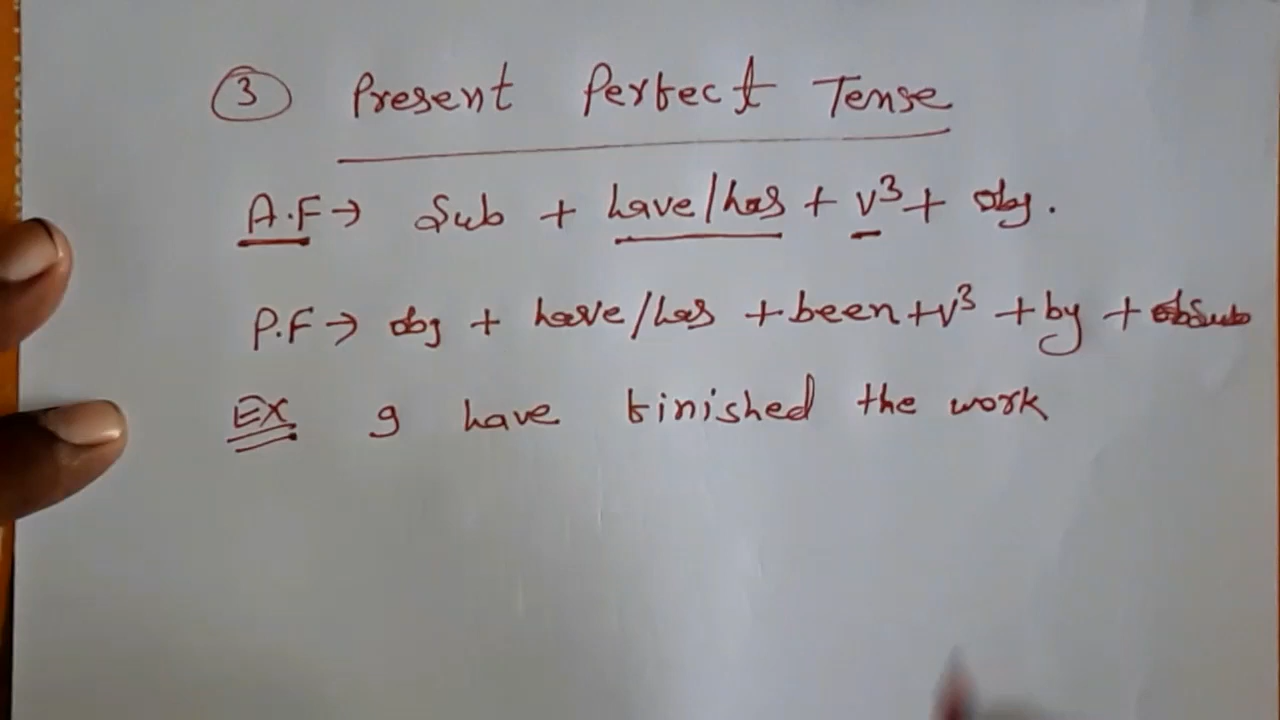 3 Present Perfect Tense
A.F → Sub + have/has + V³ + obj.
P.F → obj + have/has + been + V³ + by + Sub
Ex I have finished the work